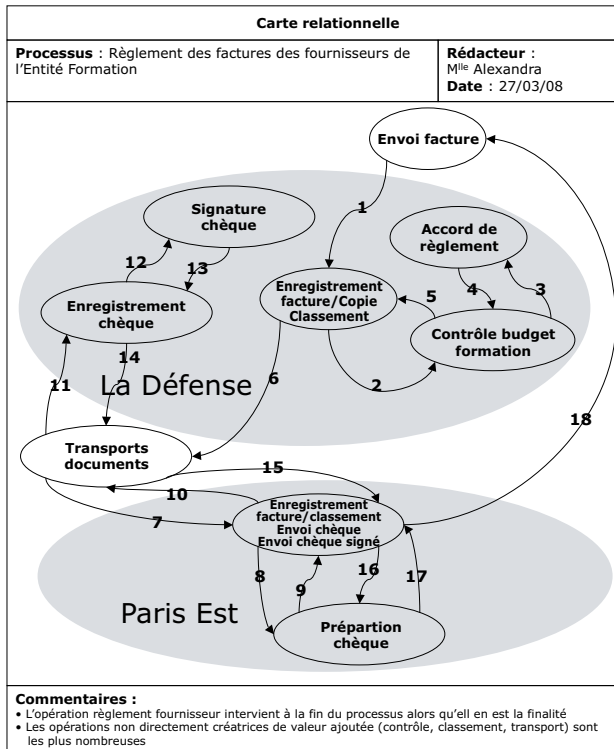 Carte relationnelle
Processus : Règlement des factures des fournisseurs de
l'Entité Formation
Rédacteur :
Mlle Alexandra
Date : 27/03/08
Envoi facture
Signature
chèque
1
Accord de
règlement
12
13
Enregistrement
facture/Copie
Classement
5
4
3
Enregistrement
chèque
Contrôle budget
formation
14
11
La Défense
6
2
18
Transports
documents
15
10
7
Enregistrement
facture/classement
Envoi chèque
Envoi chèque signé
8
9
16
17
Paris Est
Prépartion
chèque
Commentaires :
• L'opération règlement fournisseur intervient à la fin du processus alors qu'ell en est la finalité
• Les opérations non directement créatrices de valeur ajoutée (contrôle, classement, transport) sont
les plus nombreuses